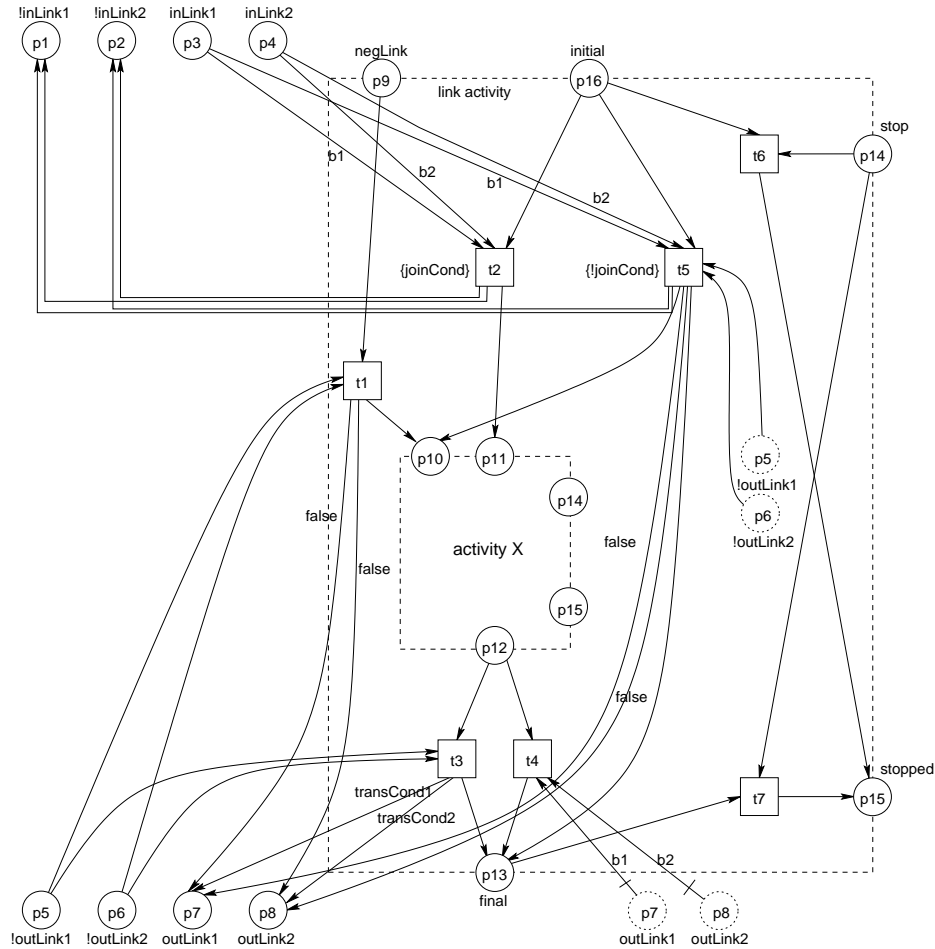 !inLink1 !inLink2 inLink1 inLink2
p1 p2 p3 p4
negLink initial
p9 p16
link activity
stop
t6 p14
b1 b2 b1 b2
{joinCond} t2 {!joinCond} t5
t1
p10 p11 p5
!outLink1
p14
p6
false
!outLink2
false
activity X
false
p15
p12
false
t3 t4
stopped
transCond1
t7 p15
transCond2
b1 b2
p13
final
p5 p6 p7 p8 p7 p8
!outLink1 !outLink2 outLink1 outLink2 outLink1 outLink2